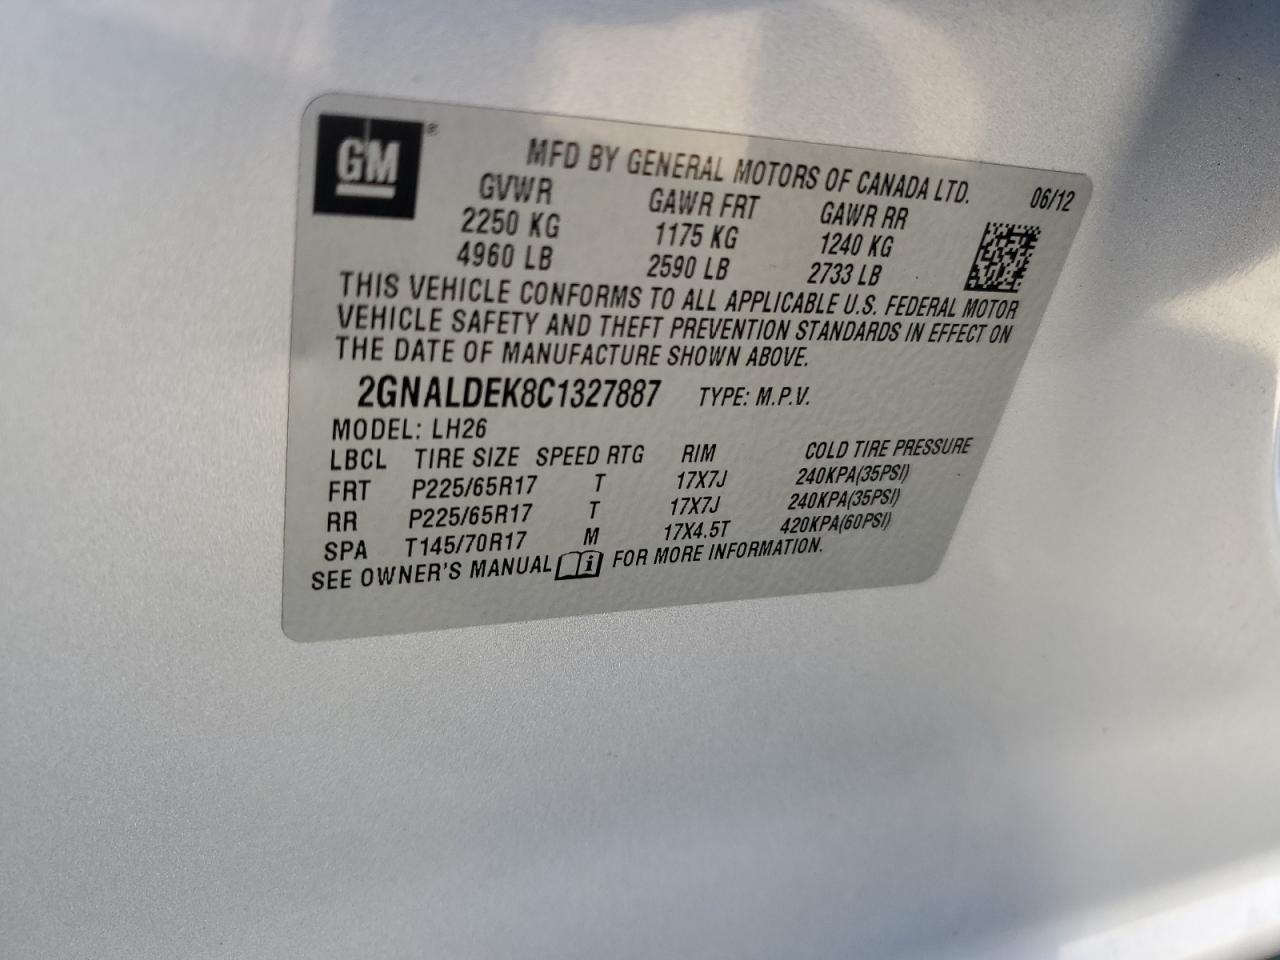 GM®
MFD BY GENERAL MOTORS OF CANADA LTD.
06/12
GVWR GAWR FRT GAWR RR
2250 KG 1175 KG 1240 KG
4960 LB 2590 LB 2733 LB
THIS VEHICLE CONFORMS TO ALL APPLICABLE U.S. FEDERAL MOTOR
VEHICLE SAFETY AND THEFT PREVENTION STANDARDS IN EFFECT ON
THE DATE OF MANUFACTURE SHOWN ABOVE.
2GNALDEK8C1327887 TYPE: M.P.V.
MODEL: LH26
LBCL TIRE SIZE SPEED RTG RIM COLD TIRE PRESSURE
FRT P225/65R17 T 17X7J 240KPA(35PSI)
RR P225/65R17 T 17X7J 240KPA(35PSI)
SPA T145/70R17 M 17X4.5T 420KPA(60PSI)
SEE OWNER'S MANUAL i FOR MORE INFORMATION.